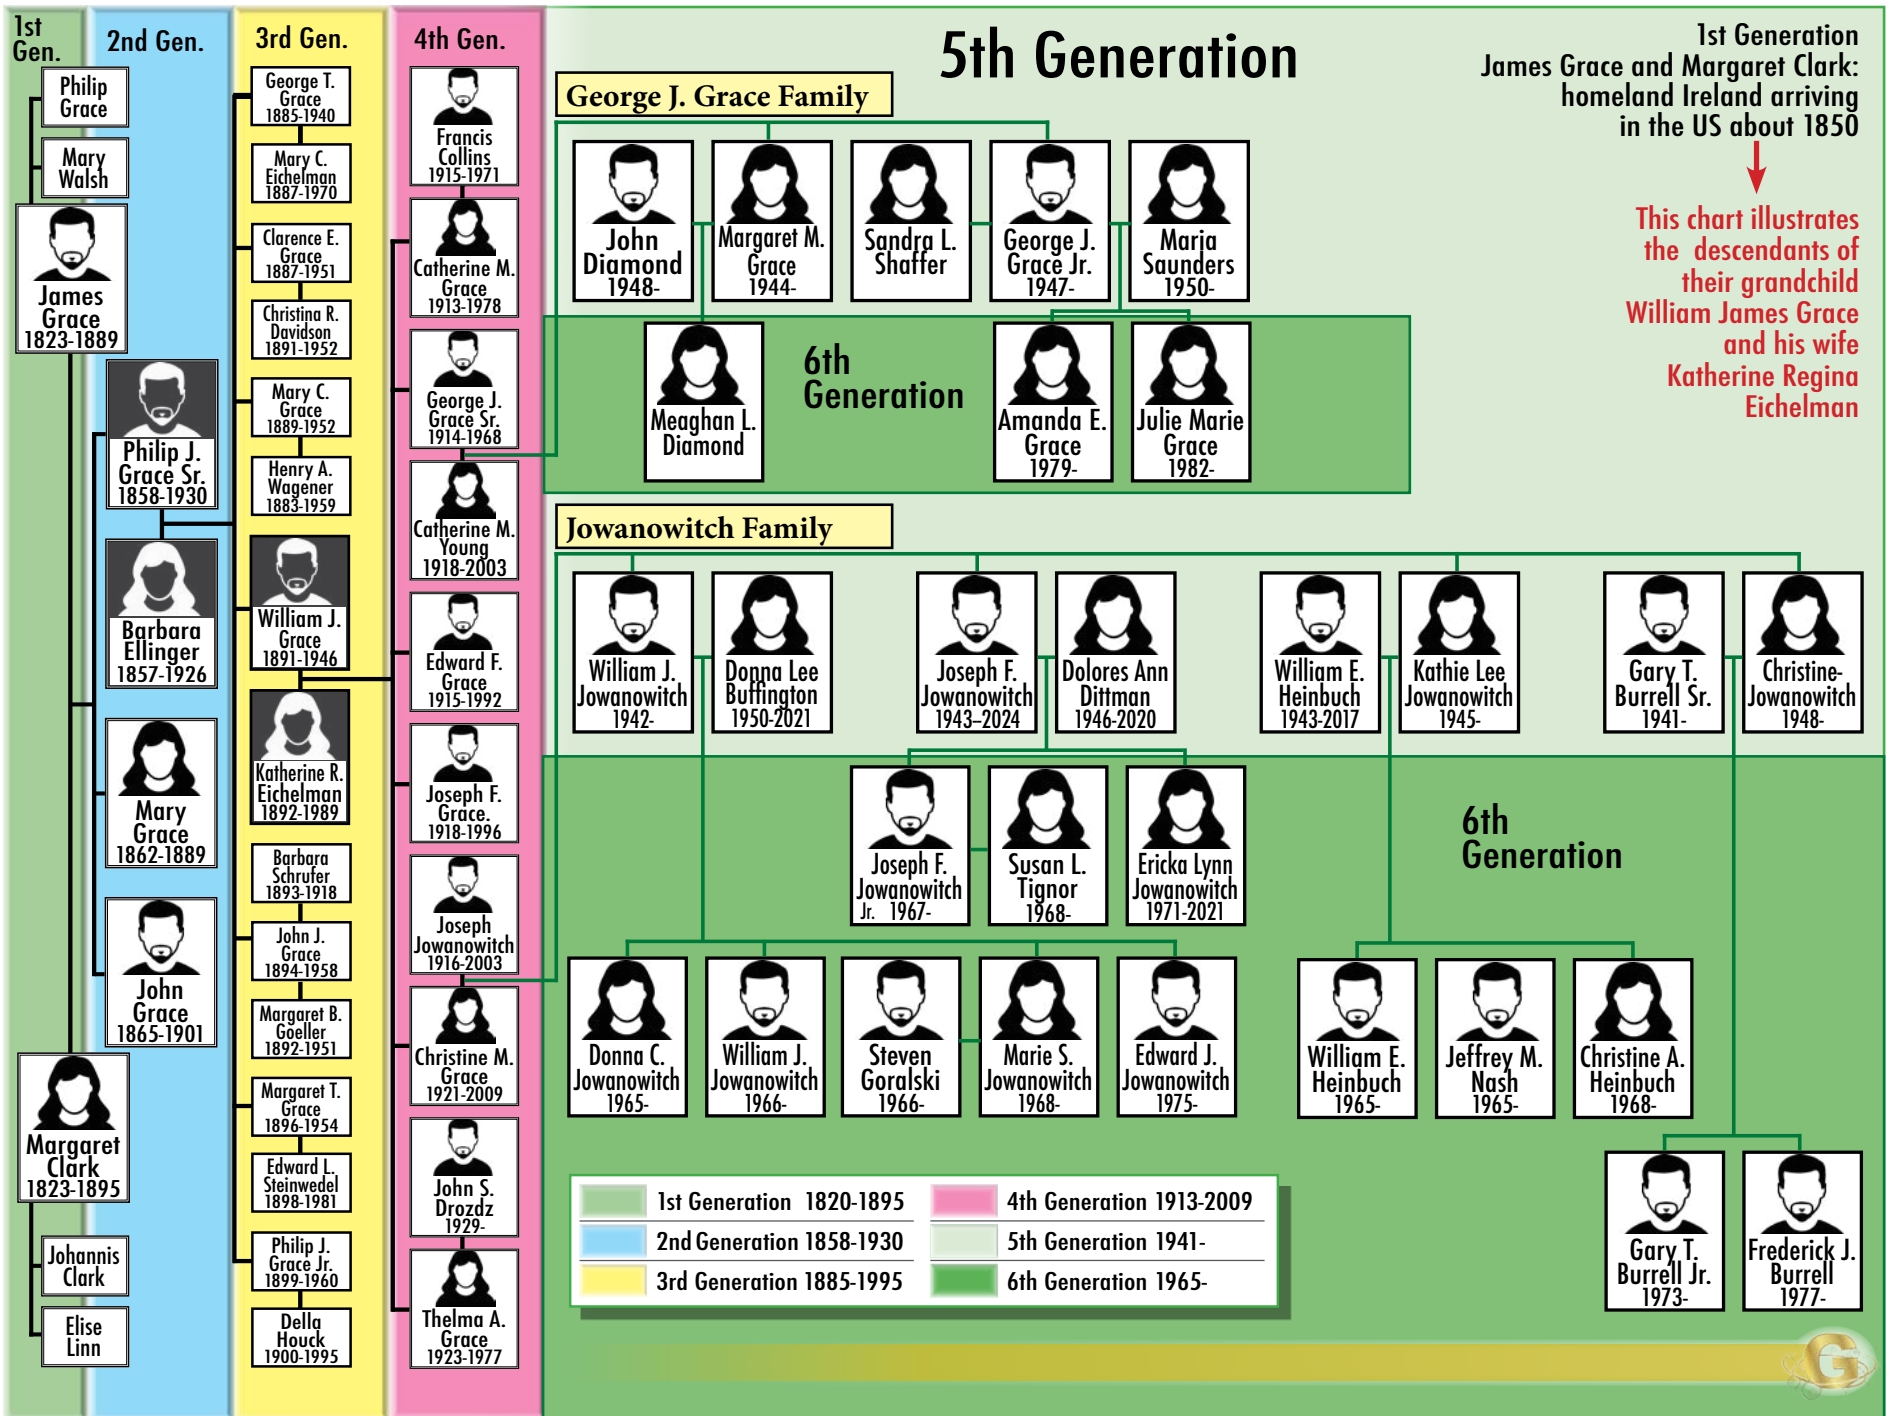 1st
Gen.
Philip
Grace
Mary
Walsh
James
Grace
1823-1889
Margaret
Clark
1823-1895
Johannis
Clark
Elise
Linn
2nd Gen.
Philip J.
Grace Sr.
1858-1930
Barbara
Ellinger
1857-1926
Mary
Grace
1862-1889
John
Grace
1865-1901
3rd Gen.
George T.
Grace
1885-1940
Mary C.
Eichelman
1887-1970
Clarence E.
Grace
1887-1951
Christina R.
Davidson
1891-1952
Mary C.
Grace
1889-1952
Henry A.
Wagener
1883-1959
William J.
Grace
1891-1946
Katherine R.
Eichelman
1892-1989
Barbara
Schrufer
1893-1918
John J.
Grace
1894-1958
Margaret B.
Goeller
1892-1951
Margaret T.
Grace
1896-1954
Edward L.
Steinwedel
1898-1981
Philip J.
Grace Jr.
1899-1960
Della
Houck
1900-1995
4th Gen.
Francis
Collins
1915-1971
Catherine M.
Grace
1913-1978
George J.
Grace Sr.
1914-1968
Catherine M.
Young
1918-2003
Edward F.
Grace
1915-1992
Joseph F.
Grace.
1918-1996
Joseph
Jowanowitch
1916-2003
Christine M.
Grace
1921-2009
John S.
Drozdz
1929-
Thelma A.
Grace
1923-1977
5th Generation
1st Generation
James Grace and Margaret Clark:
homeland Ireland arriving
in the US about 1850
This chart illustrates
the descendants of
their grandchild
William James Grace
and his wife
Katherine Regina
Eichelman
George J. Grace Family
John
Diamond
1948-
Margaret M.
Grace
1944-
Sandra L.
Shaffer
George J.
Grace Jr.
1947-
Maria
Saunders
1950-
6th
Generation
Meaghan L.
Diamond
Amanda E.
Grace
1979-
Julie Marie
Grace
1982-
Jowanowitch Family
William J.
Jowanowitch
1942-
Donna Lee
Buffington
1950-2021
Joseph F.
Jowanowitch
1943–2024
Dolores Ann
Dittman
1946-2020
William E.
Heinbuch
1943-2017
Kathie Lee
Jowanowitch
1945-
Gary T.
Burrell Sr.
1941-
Christine-
Jowanowitch
1948-
6th
Generation
Joseph F.
Jowanowitch
Jr. 1967-
Susan L.
Tignor
1968-
Ericka Lynn
Jowanowitch
1971-2021
Donna C.
Jowanowitch
1965-
William J.
Jowanowitch
1966-
Steven
Goralski
1966-
Marie S.
Jowanowitch
1968-
Edward J.
Jowanowitch
1975-
William E.
Heinbuch
1965-
Jeffrey M.
Nash
1965-
Christine A.
Heinbuch
1968-
Gary T.
Burrell Jr.
1973-
Frederick J.
Burrell
1977-
1st Generation 1820-1895
2nd Generation 1858-1930
3rd Generation 1885-1995
4th Generation 1913-2009
5th Generation 1941-
6th Generation 1965-
G